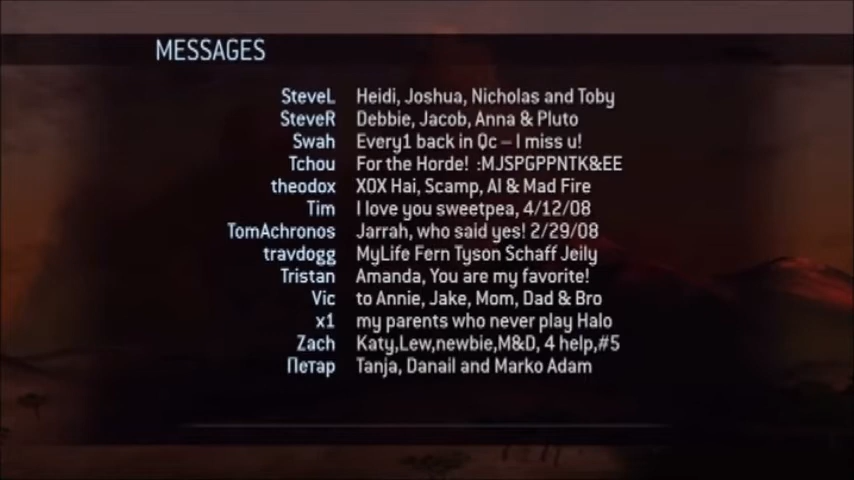 MESSAGES
SteveL Heidi, Joshua, Nicholas and Toby
SteveR Debbie, Jacob, Anna & Pluto
Swah Every1 back in Qc – I miss u!
Tchou For the Horde! :MJSPGPPNTK&EE
theodox XOX Hai, Scamp, Al & Mad Fire
Tim I love you sweetpea, 4/12/08
TomAchronos Jarrah, who said yes! 2/29/08
travdogg MyLife Fern Tyson Schaff Jeily
Tristan Amanda, You are my favorite!
Vic to Annie, Jake, Mom, Dad & Bro
x1 my parents who never play Halo
Zach Katy,Lew,newbie,M&D, 4 help,#5
Петар Tanja, Danail and Marko Adam